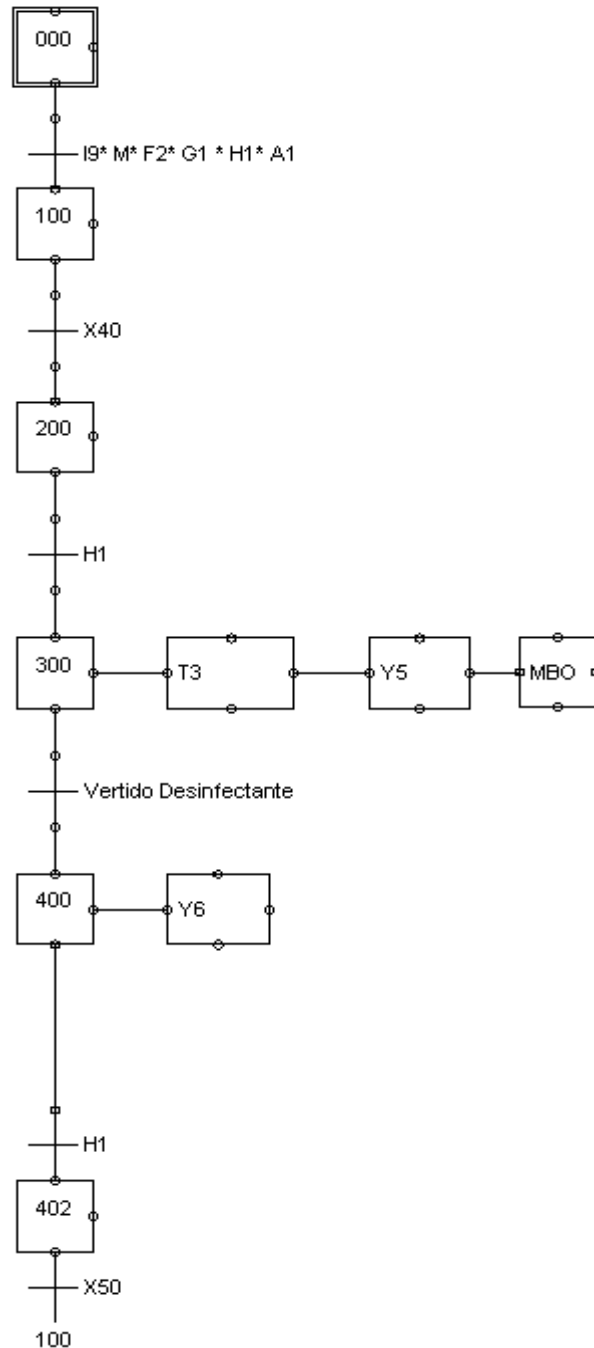 000
I9* M* F2* G1 * H1* A1
100
X40
200
H1
300 T3 Y5 MBO
Vertido Desinfectante
400 Y6
H1
402
X50
100